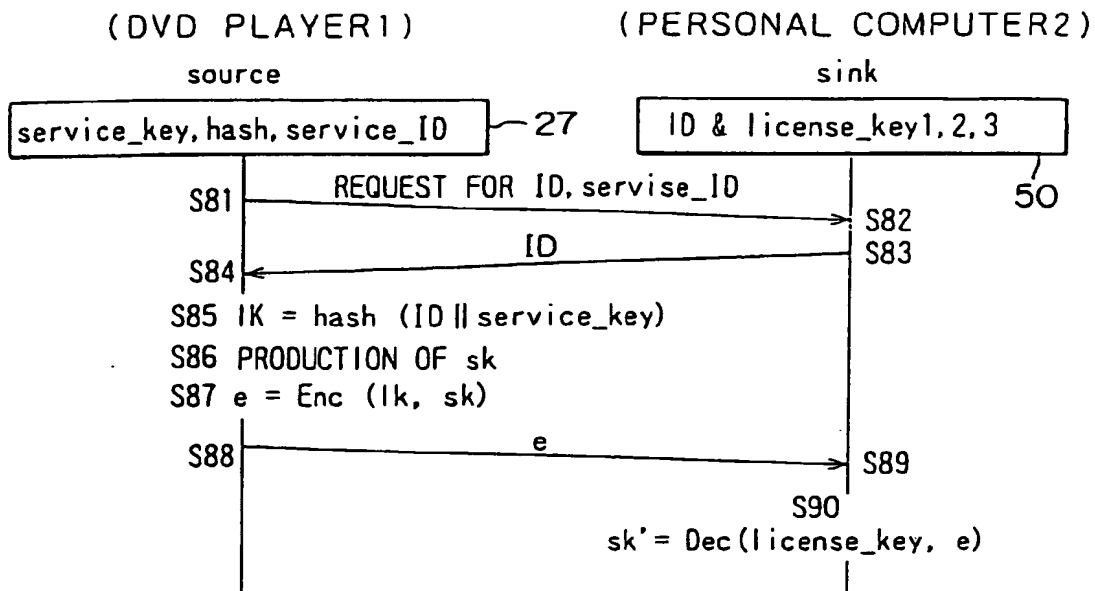 (DVD PLAYER1)
(PERSONAL COMPUTER2)
source
sink
service_key, hash, service_ID
27
ID & license_key1, 2, 3
50
S81
REQUEST FOR ID, servise_ID
S82
ID
S83
S84
S85 lK = hash (ID || service_key)
S86 PRODUCTION OF sk
S87 e = Enc (lk, sk)
S88
e
S89
S90
sk' = Dec (license_key, e)